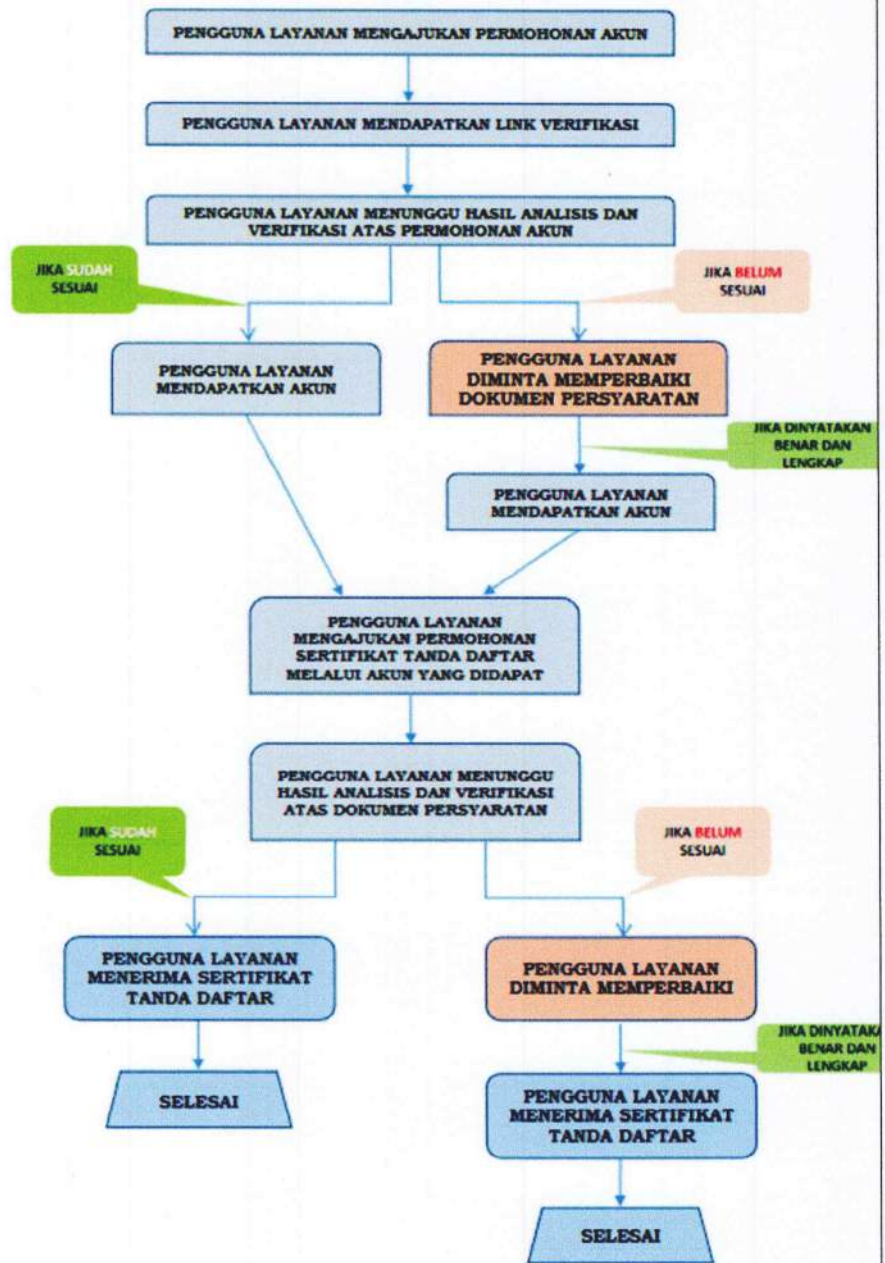 PENGGUNA LAYANAN MENGAJUKAN PERMOHONAN AKUN
PENGGUNA LAYANAN MENDAPATKAN LINK VERIFIKASI
PENGGUNA LAYANAN MENUNGGU HASIL ANALISIS DAN
VERIFIKASI ATAS PERMOHONAN AKUN
JIKA SUDAH
SESUAI
JIKA BELUM
SESUAI
PENGGUNA LAYANAN
MENDAPATKAN AKUN
PENGGUNA LAYANAN
DIMINTA MEMPERBAIKI
DOKUMEN PERSYARATAN
JIKA DINYATAKAN
BENAR DAN
LENGKAP
PENGGUNA LAYANAN
MENDAPATKAN AKUN
PENGGUNA LAYANAN
MENGAJUKAN PERMOHONAN
SERTIFIKAT TANDA DAFTAR
MELALUI AKUN YANG DIDAPAT
PENGGUNA LAYANAN MENUNGGU
HASIL ANALISIS DAN VERIFIKASI
ATAS DOKUMEN PERSYARATAN
JIKA SUDAH
SESUAI
JIKA BELUM
SESUAI
PENGGUNA LAYANAN
MENERIMA SERTIFIKAT
TANDA DAFTAR
PENGGUNA LAYANAN
DIMINTA MEMPERBAIKI
JIKA DINYATAKA
BENAR DAN
LENGKAP
SELESAI
PENGGUNA LAYANAN
MENERIMA SERTIFIKAT
TANDA DAFTAR
SELESAI